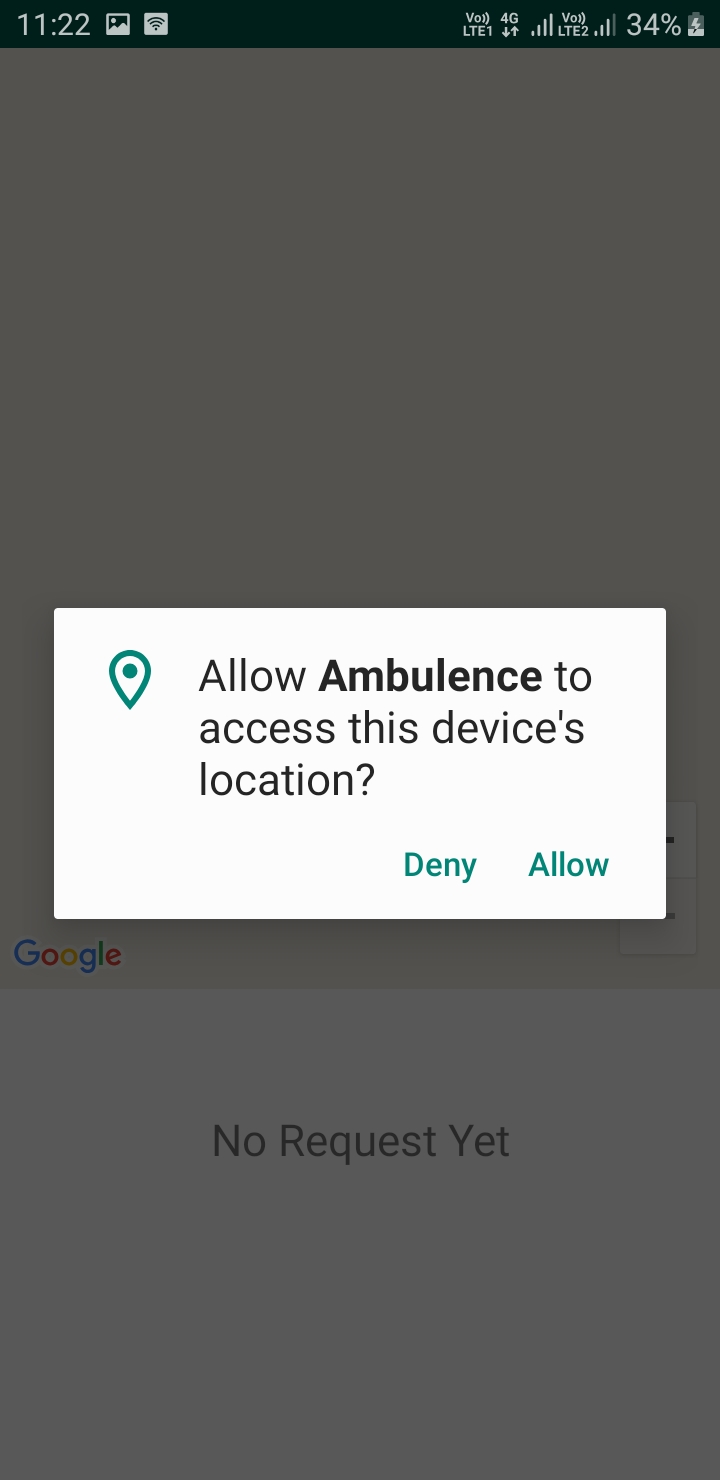 11:22 Vo)) LTE1 4G Vo)) LTE2 34%
Allow Ambulence to
access this device's
location?
Deny Allow
Google
No Request Yet